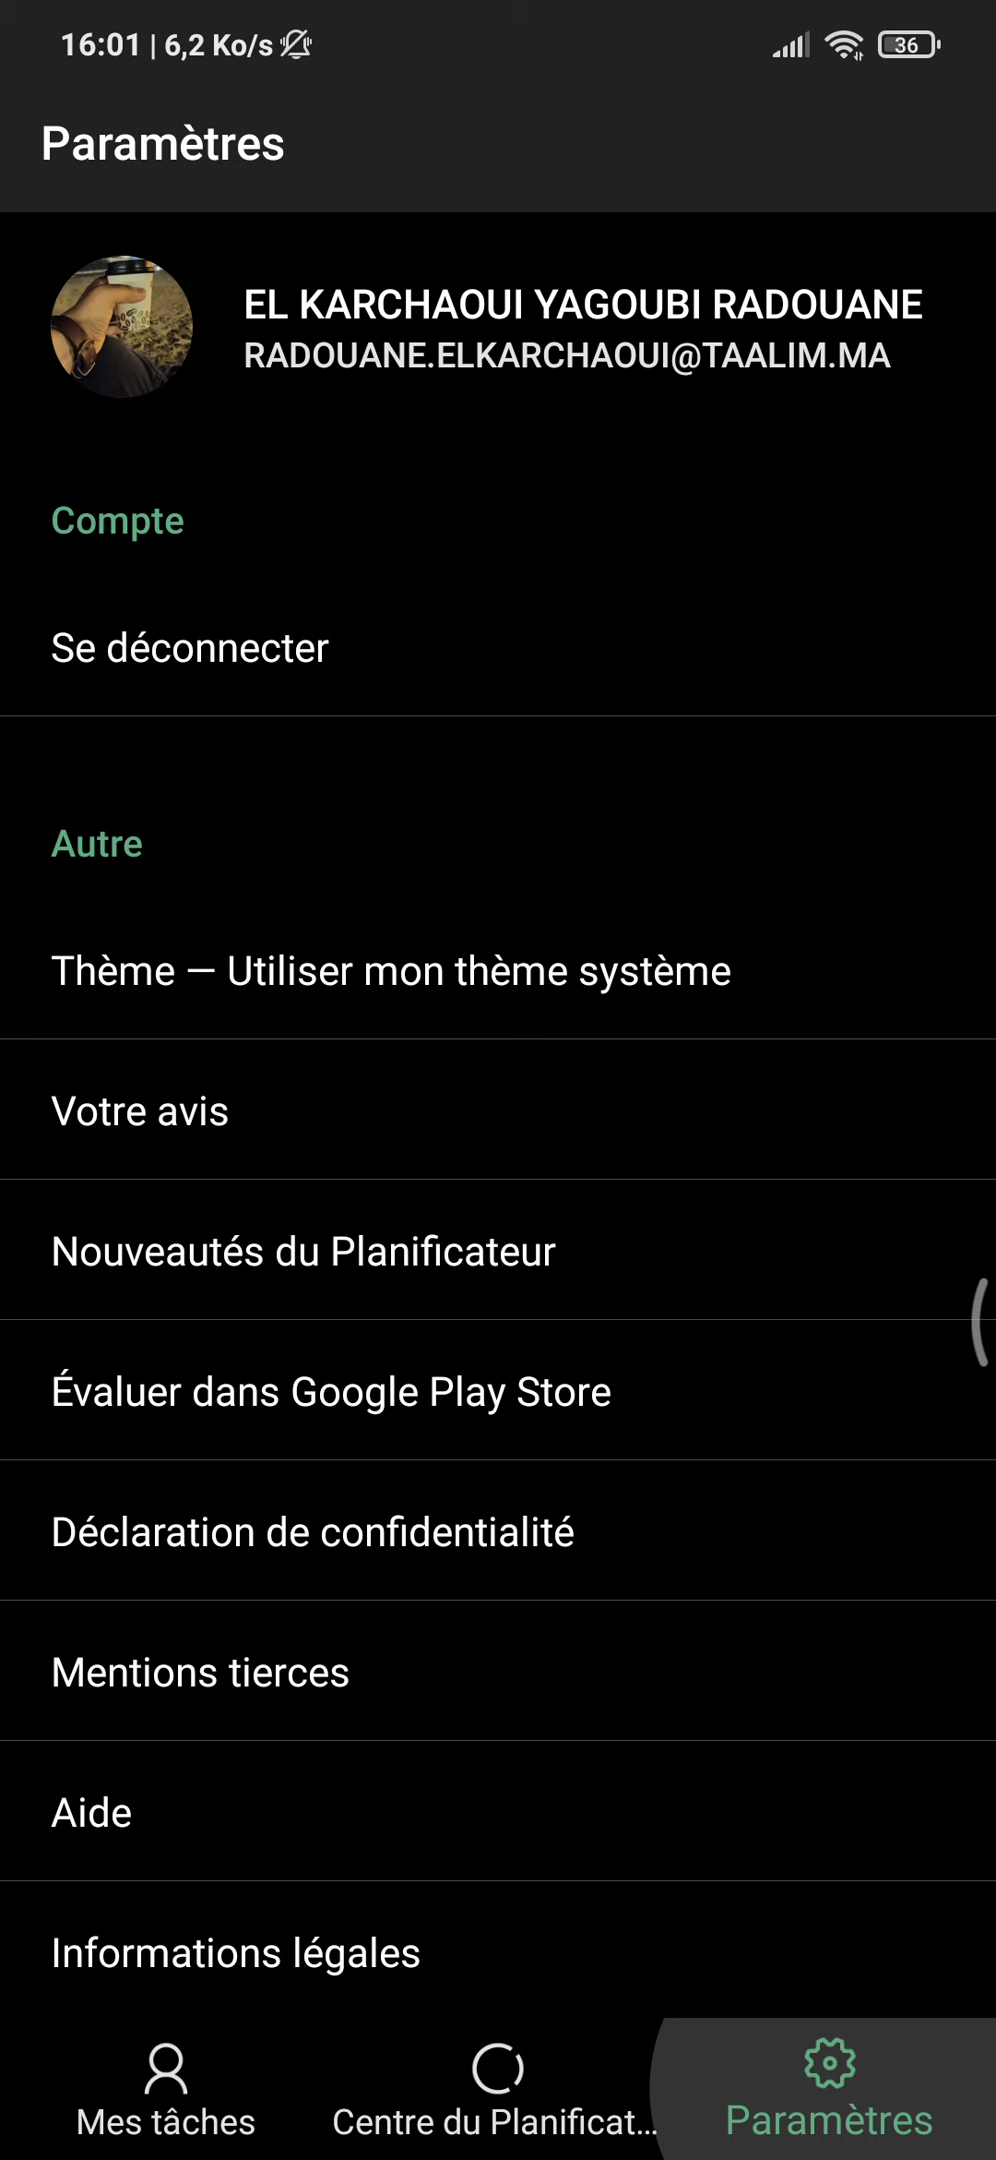 16:01 | 6,2 Ko/s
36
Paramètres
EL KARCHAOUI YAGOUBI RADOUANE
RADOUANE.ELKARCHAOUI@TAALIM.MA
Compte
Se déconnecter
Autre
Thème — Utiliser mon thème système
Votre avis
Nouveautés du Planificateur
Évaluer dans Google Play Store
Déclaration de confidentialité
Mentions tierces
Aide
Informations légales
Mes tâches
Centre du Planificat...
Paramètres